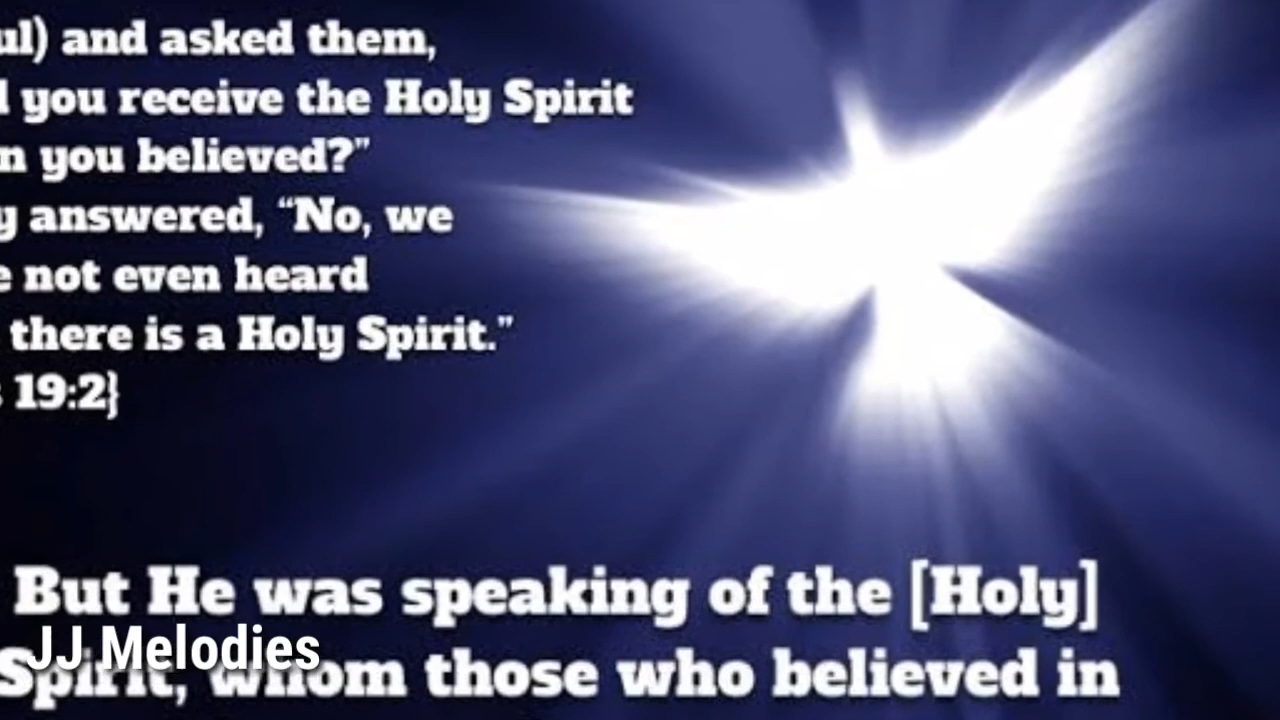 ul) and asked them,
you receive the Holy Spirit
n you believed?”
y answered, “No, we
e not even heard
there is a Holy Spirit.”
19:2}
But He was speaking of the [Holy]
JJ Melodies
Spirit, whom those who believed in